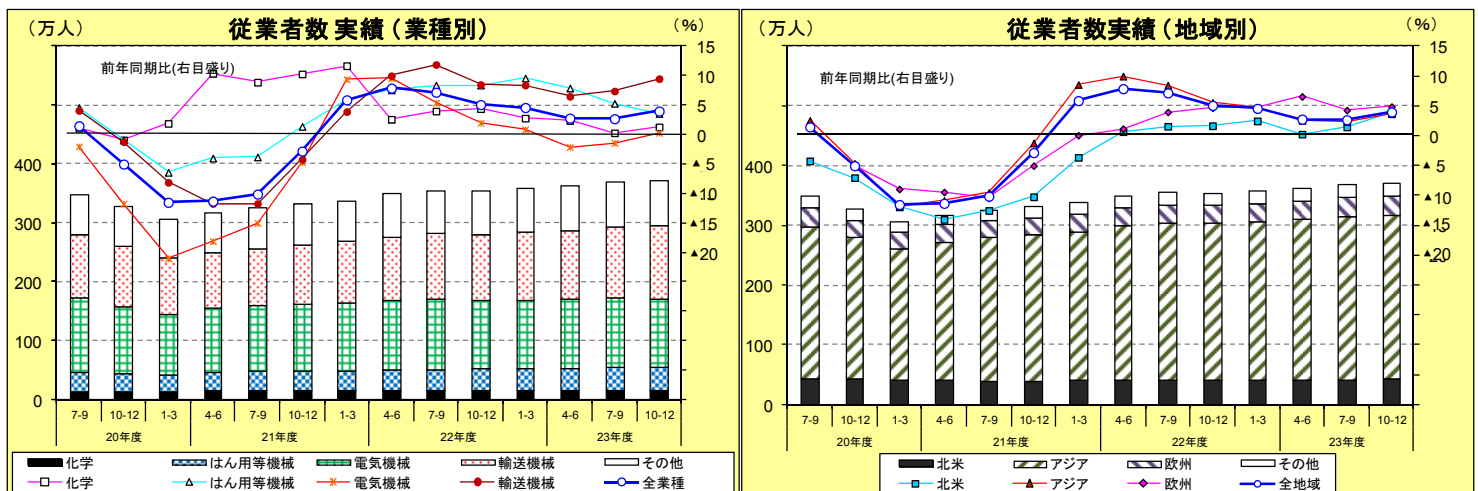 （万人）
従業者数 実績（業種別）
（%）
前年同期比(右目盛り)
15
10
5
0
▲5
▲10
▲15
▲20
400
300
200
100
0
7-9 10-12 1-3 4-6 7-9 10-12 1-3 4-6 7-9 10-12 1-3 4-6 7-9 10-12
20年度 21年度 22年度 23年度
化学 はん用等機械 電気機械 輸送機械 その他
化学 はん用等機械 電気機械 輸送機械 全業種
（万人）
従業者数実績（地域別）
（%）
前年同期比(右目盛り)
15
10
5
0
▲5
▲10
▲15
▲20
400
300
200
100
0
7-9 10-12 1-3 4-6 7-9 10-12 1-3 4-6 7-9 10-12 1-3 4-6 7-9 10-12
20年度 21年度 22年度 23年度
北米 アジア 欧州 その他
北米 アジア 欧州 全地域